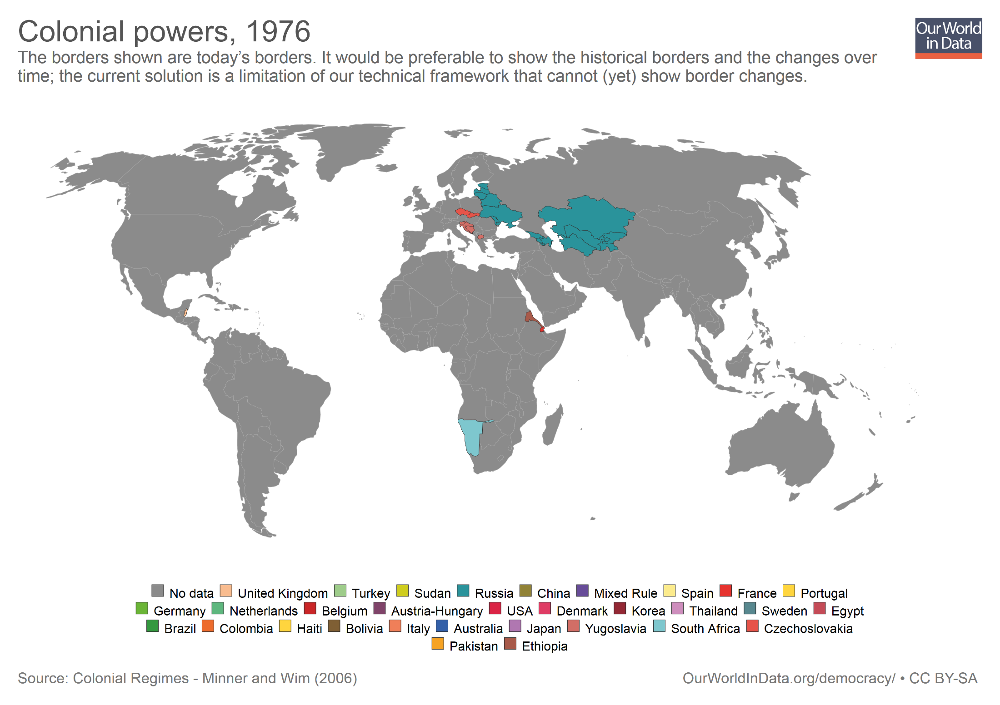 Colonial powers, 1976
Our World
in Data
The borders shown are today's borders. It would be preferable to show the historical borders and the changes over
time; the current solution is a limitation of our technical framework that cannot (yet) show border changes.
No data United Kingdom Turkey Sudan Russia China Mixed Rule Spain France Portugal
Germany Netherlands Belgium Austria-Hungary USA Denmark Korea Thailand Sweden Egypt
Brazil Colombia Haiti Bolivia Italy Australia Japan Yugoslavia South Africa Czechoslovakia
Pakistan Ethiopia
Source: Colonial Regimes - Minner and Wim (2006)
OurWorldInData.org/democracy/ • CC BY-SA